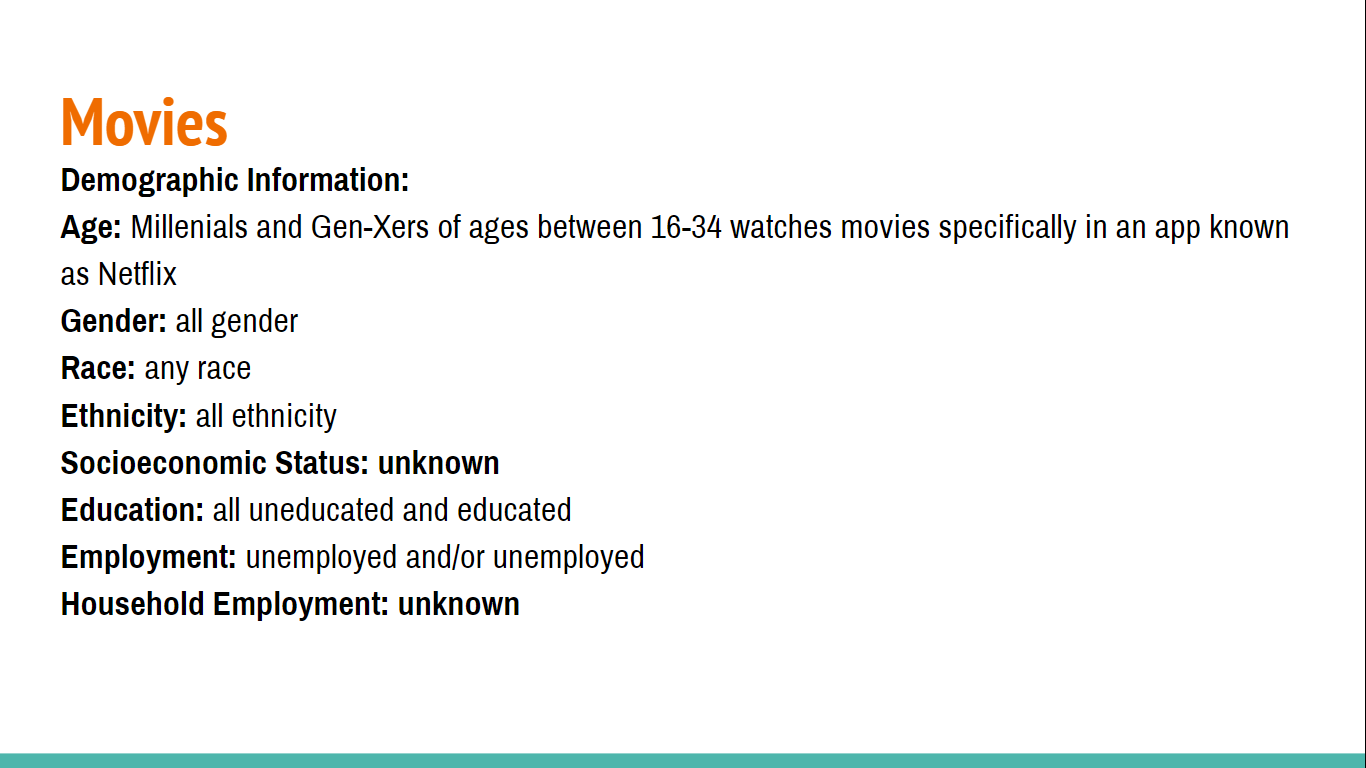 Movies
Demographic Information:
Age: Millenials and Gen-Xers of ages between 16-34 watches movies specifically in an app known
as Netflix
Gender: all gender
Race: any race
Ethnicity: all ethnicity
Socioeconomic Status: unknown
Education: all uneducated and educated
Employment: unemployed and/or unemployed
Household Employment: unknown